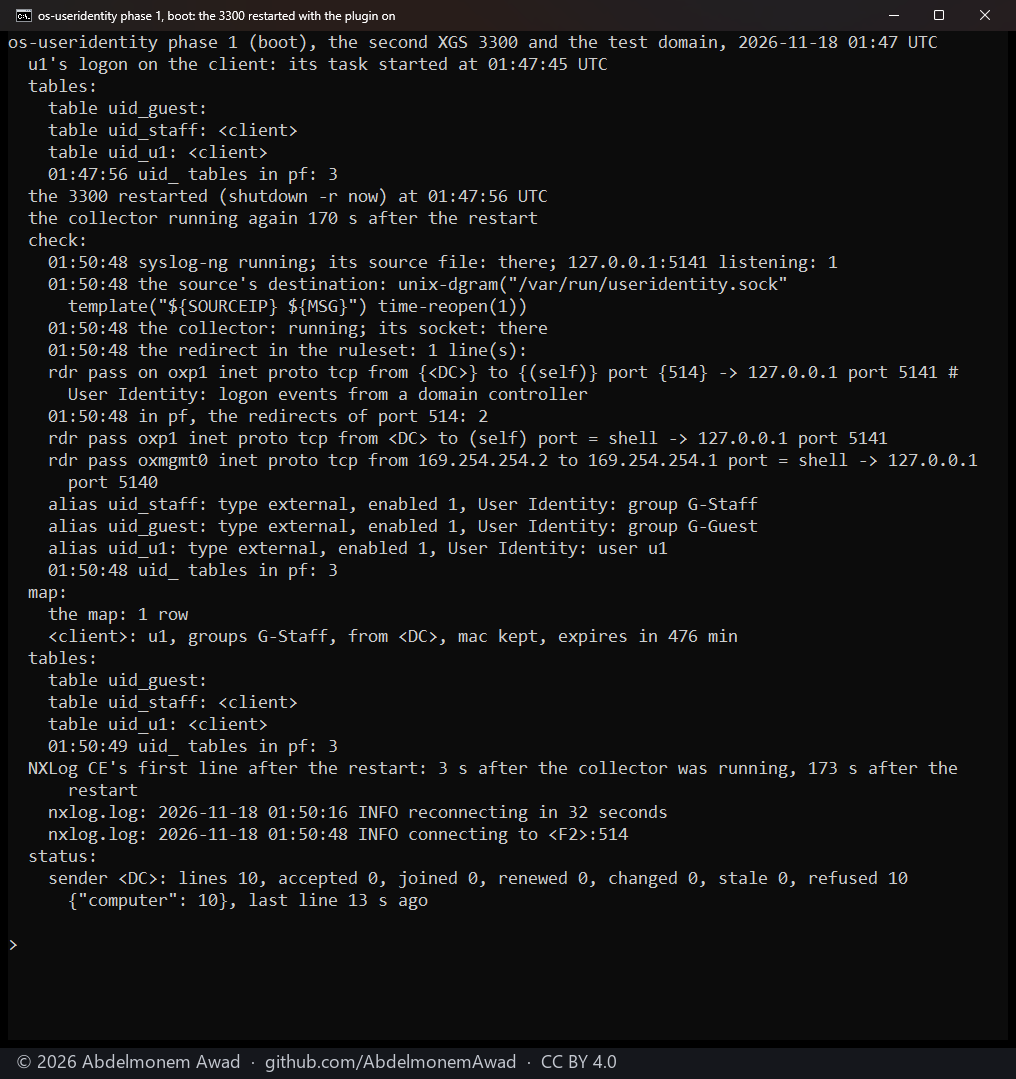 os-useridentity phase 1, boot: the 3300 restarted with the plugin on
os-useridentity phase 1 (boot), the second XGS 3300 and the test domain, 2026-11-18 01:47 UTC
u1's logon on the client: its task started at 01:47:45 UTC
tables:
table uid_guest:
table uid_staff: <client>
table uid_u1: <client>
01:47:56 uid_ tables in pf: 3
the 3300 restarted (shutdown -r now) at 01:47:56 UTC
the collector running again 170 s after the restart
check:
01:50:48 syslog-ng running; its source file: there; 127.0.0.1:5141 listening: 1
01:50:48 the source's destination: unix-dgram("/var/run/useridentity.sock"
template("${SOURCEIP} ${MSG}") time-reopen(1))
01:50:48 the collector: running; its socket: there
01:50:48 the redirect in the ruleset: 1 line(s):
rdr pass on oxp1 inet proto tcp from {<DC>} to {(self)} port {514} -> 127.0.0.1 port 5141 #
User Identity: logon events from a domain controller
01:50:48 in pf, the redirects of port 514: 2
rdr pass oxp1 inet proto tcp from <DC> to (self) port = shell -> 127.0.0.1 port 5141
rdr pass oxmgmt0 inet proto tcp from 169.254.254.2 to 169.254.254.1 port = shell -> 127.0.0.1
port 5140
alias uid_staff: type external, enabled 1, User Identity: group G-Staff
alias uid_guest: type external, enabled 1, User Identity: group G-Guest
alias uid_u1: type external, enabled 1, User Identity: user u1
01:50:48 uid_ tables in pf: 3
map:
the map: 1 row
<client>: u1, groups G-Staff, from <DC>, mac kept, expires in 476 min
tables:
table uid_guest:
table uid_staff: <client>
table uid_u1: <client>
01:50:49 uid_ tables in pf: 3
NXLog CE's first line after the restart: 3 s after the collector was running, 173 s after the
restart
nxlog.log: 2026-11-18 01:50:16 INFO reconnecting in 32 seconds
nxlog.log: 2026-11-18 01:50:48 INFO connecting to <F2>:514
status:
sender <DC>: lines 10, accepted 0, joined 0, renewed 0, changed 0, stale 0, refused 10
{"computer": 10}, last line 13 s ago
>
© 2026 Abdelmonem Awad · github.com/AbdelmonemAwad · CC BY 4.0